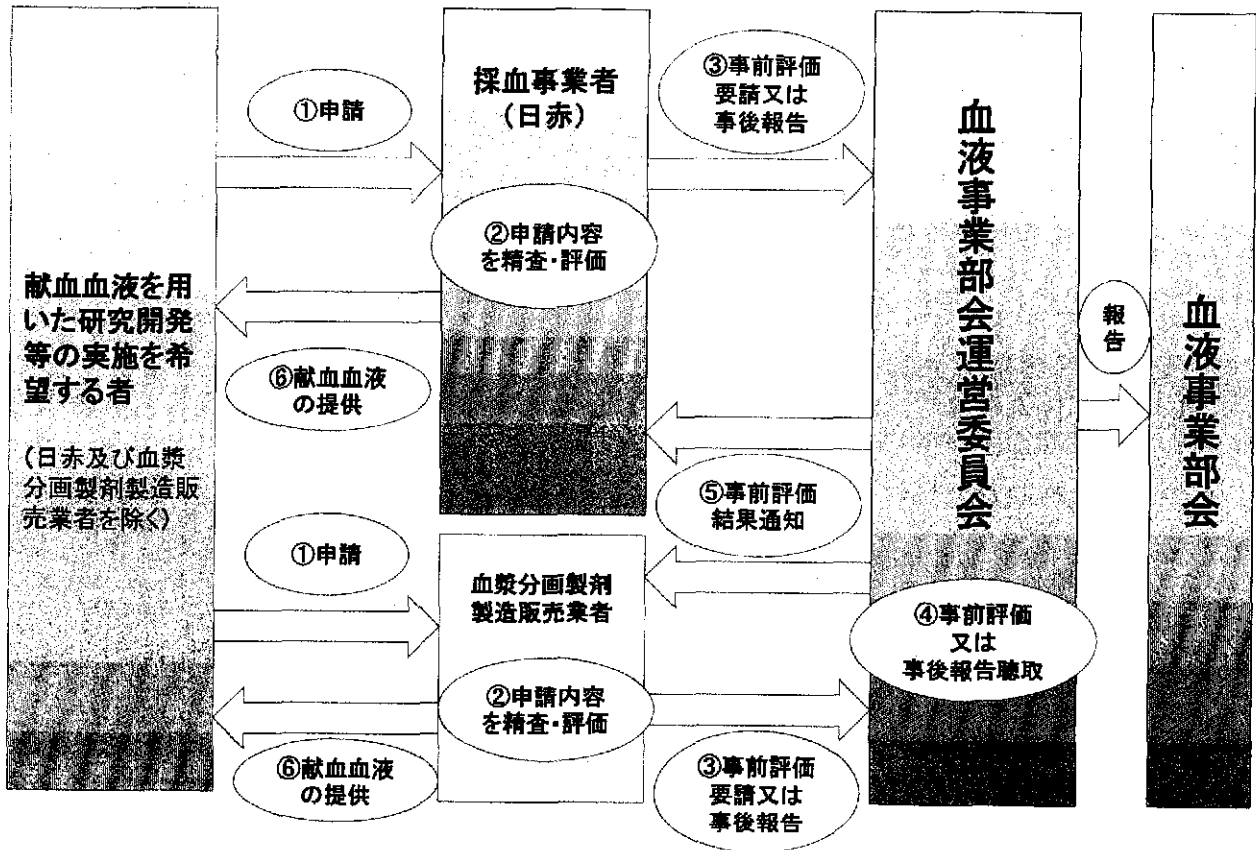 献血血液を用
いた研究開発
等の実施を希
望する者
(日赤及び血漿
分画製剤製造販
売業者を除く)
①申請
採血事業者
(日赤)
③事前評価
要請又は
事後報告
②申請内容
を精査・評価
⑥献血血液
の提供
⑤事前評価
結果通知
①申請
血漿分画製剤
製造販売業者
②申請内容
を精査・評価
⑥献血血液
の提供
③事前評価
要請又は
事後報告
血液事業部会運営委員会
④事前評価
又は
事後報告聴取
報告
血液事業部会